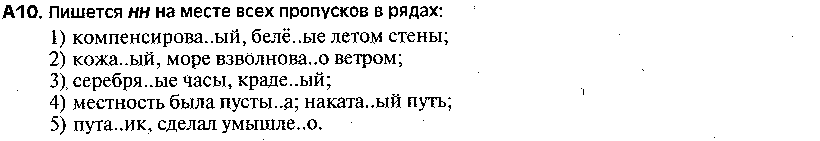 А10. Пишется нн на месте всех пропусков в рядах:
1) компенсирова..ый, белё..ые летом стены;
2) кожа..ый, море взволнова..о ветром;
3) серебря..ые часы, краде..ый;
4) местность была пусты..а; наката..ый путь;
5) пута..ик, сделал умышле..о.